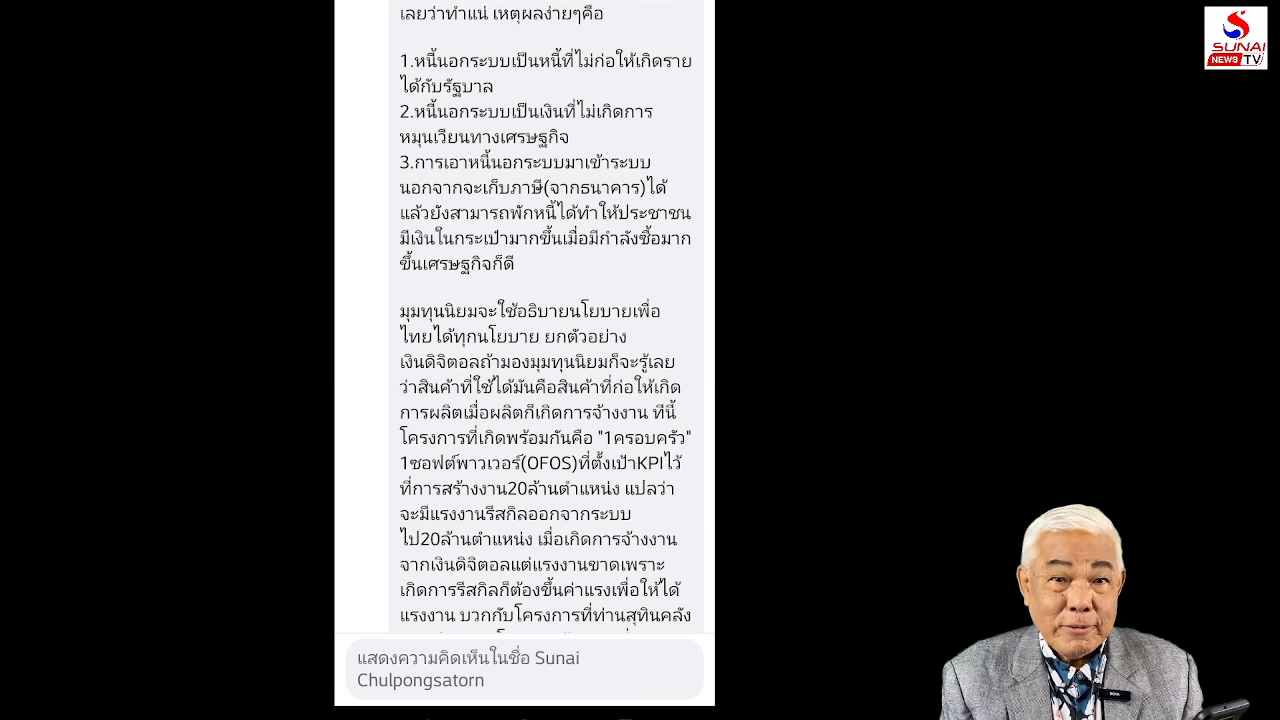 เลยว่าทำแน่ เหตุผลง่ายๆคือ
1.หนี้นอกระบบเป็นหนี้ที่ไม่ก่อให้เกิดราย
ได้กับรัฐบาล
2.หนี้นอกระบบเป็นเงินที่ไม่เกิดการ
หมุนเวียนทางเศรษฐกิจ
3.การเอาหนี้นอกระบบมาเข้าระบบ
นอกจากจะเก็บภาษี(จากธนาคาร)ได้
แล้วยังสามารถพักหนี้ได้ทำให้ประชาชน
มีเงินในกระเป๋ามากขึ้นเมื่อมีกำลังซื้อมาก
ขึ้นเศรษฐกิจก็ดี
มุมทุนนิยมจะใช้อธิบายนโยบายเพื่อ
ไทยได้ทุกนโยบาย ยกตัวอย่าง
เงินดิจิตอลถ้ามองมุมทุนนิยมก็จะรู้เลย
ว่าสินค้าที่ใช้ได้มันคือสินค้าที่ก่อให้เกิด
การผลิตเมื่อผลิตก็เกิดการจ้างงาน ทีนี้
โครงการที่เกิดพร้อมกันคือ "1ครอบครัว"
1ซอฟต์พาวเวอร์(OFOS)ที่ตั้งเป้าKPIไว้
ที่การสร้างงาน20ล้านตำแหน่ง แปลว่า
จะมีแรงงานรีสกิลออกจากระบบ
ไป20ล้านตำแหน่ง เมื่อเกิดการจ้างงาน
จากเงินดิจิตอลแต่แรงงานขาดเพราะ
เกิดการรีสกิลก็ต้องขึ้นค่าแรงเพื่อให้ได้
แรงงาน บวกกับโครงการที่ท่านสุทินคลัง
แสดงความคิดเห็นในชื่อ Sunai
Chulpongsatorn
SUNAI
NEWS TV